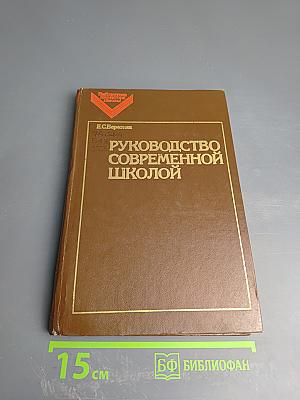 Е.С.Березняк
РУКОВОДСТВО
СОВРЕМЕННОЙ
ШКОЛОЙ
15 см
БФ БИБЛИОФАН